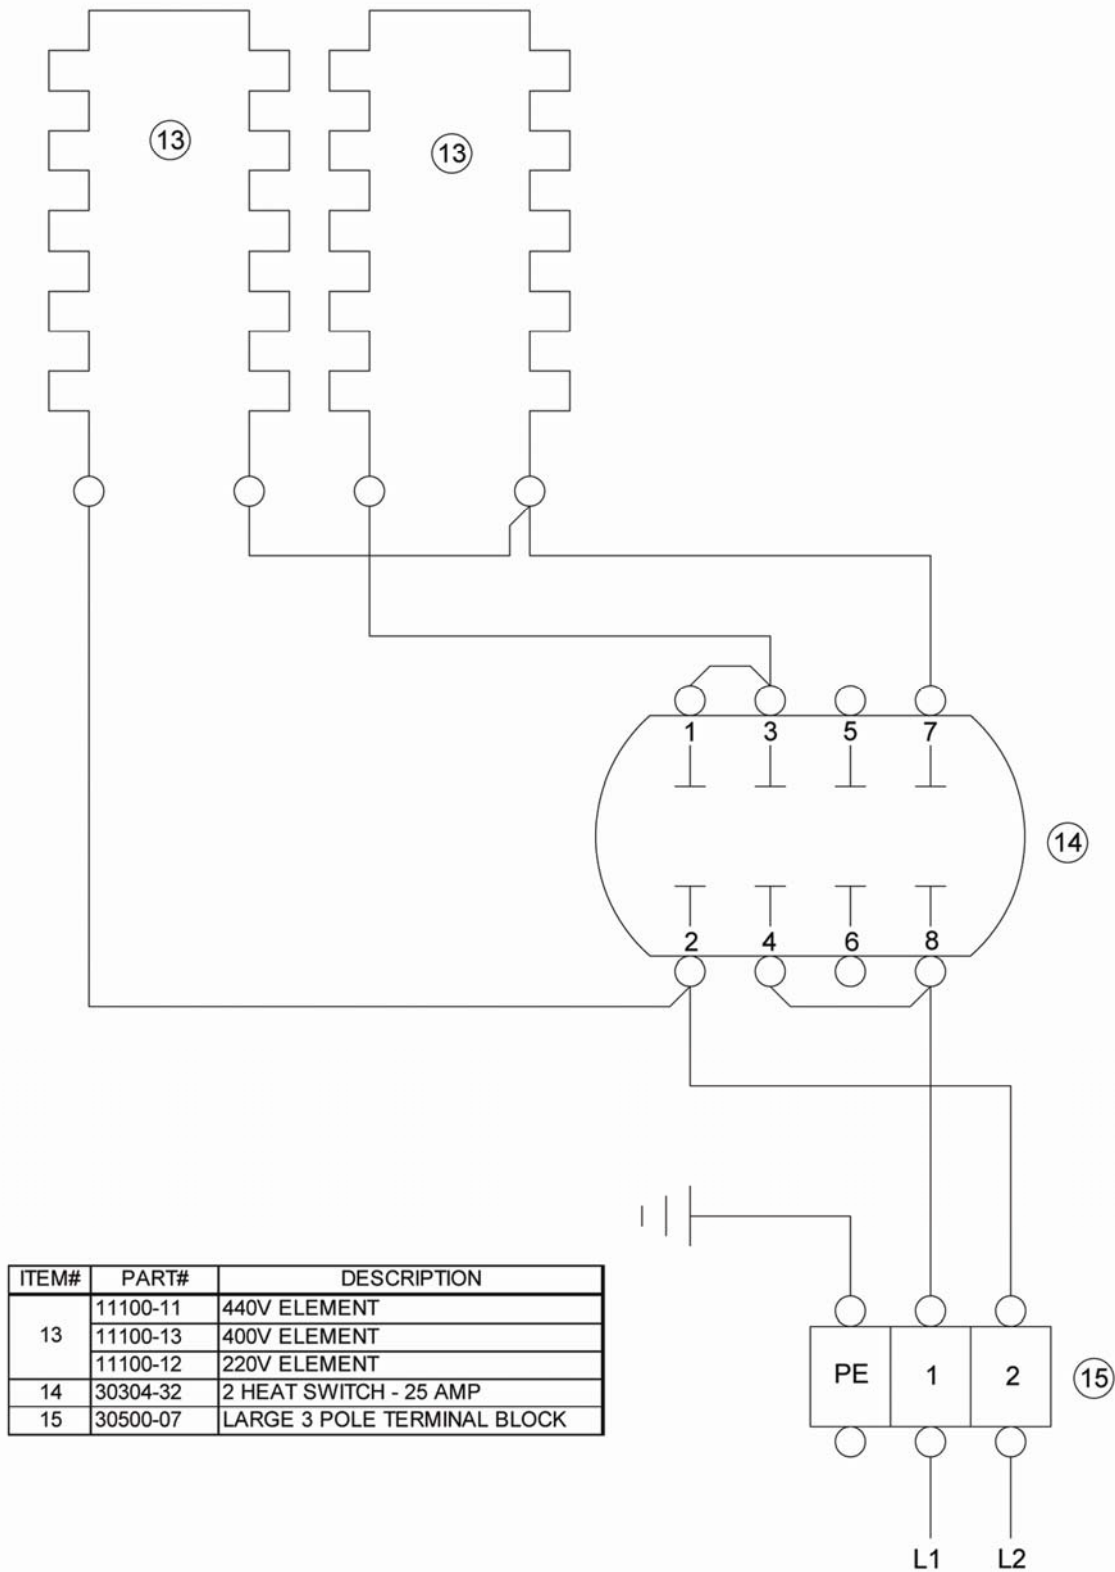 13
13
1 3 5 7
14
2 4 6 8
ITEM# PART# DESCRIPTION
13 11100-11 440V ELEMENT
11100-13 400V ELEMENT
11100-12 220V ELEMENT
14 30304-32 2 HEAT SWITCH - 25 AMP
15 30500-07 LARGE 3 POLE TERMINAL BLOCK
PE 1 2
15
L1 L2